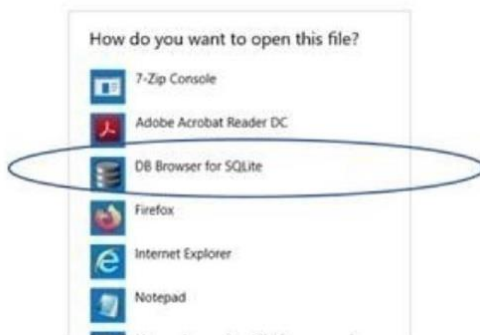 How do you want to open this file?
7-Zip Console
Adobe Acrobat Reader DC
DB Browser for SQLite
Firefox
Internet Explorer
Notepad